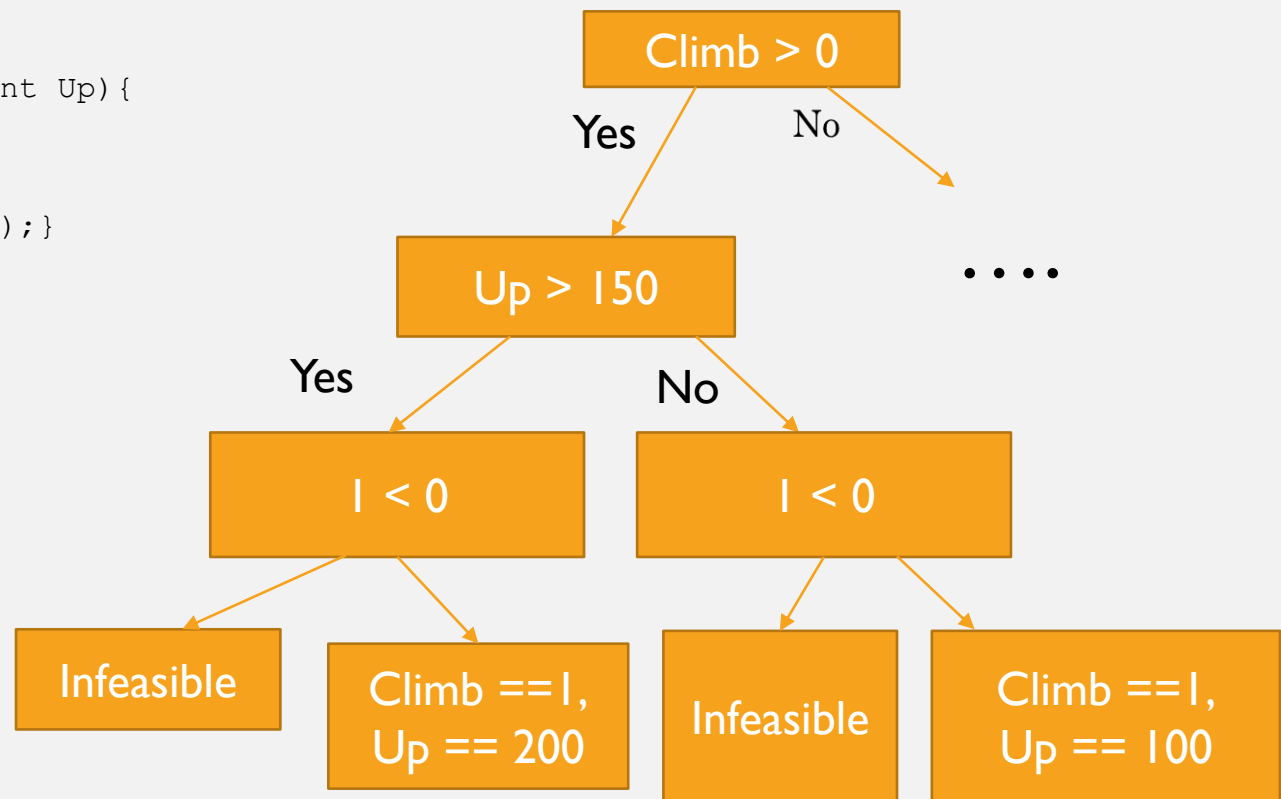 Climb > 0
nt Up){
Yes
No
);}
Up > 150
....
Yes
No
1 < 0
1 < 0
Infeasible
Climb ==1,
Up == 200
Infeasible
Climb ==1,
Up == 100